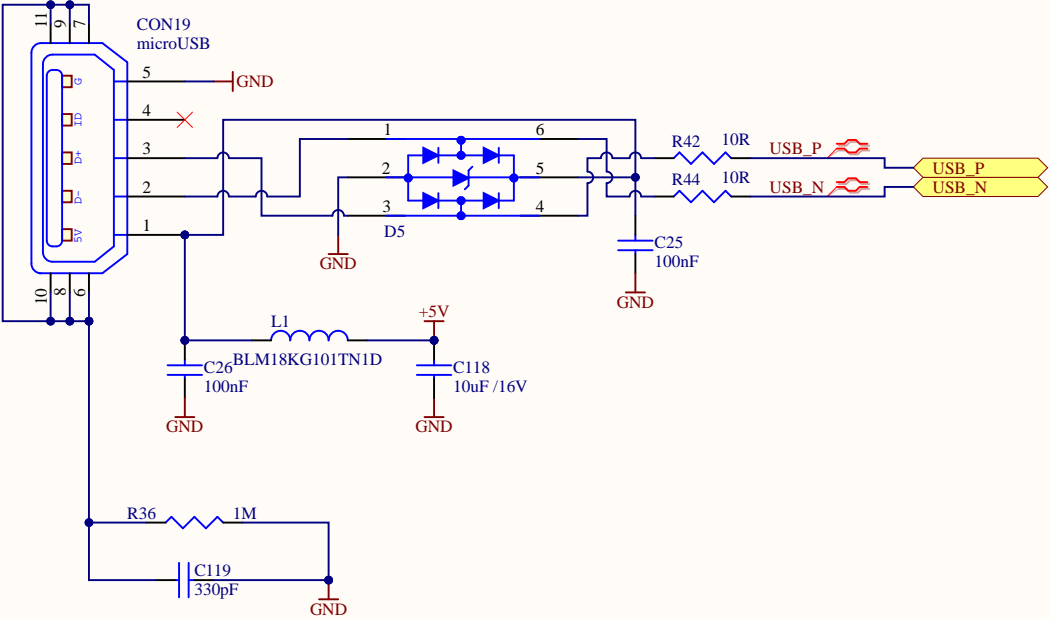 11
9
7
CON19
microUSB
5
G
GND
4
ID
3
D+
2
D-
1
5V
10
8
6
1
6
2
5
3
4
D5
GND
R42
10R
R44
10R
USB_P
USB_N
USB_P
USB_N
C25
100nF
GND
L1
BLM18KG101TN1D
+5V
C26
100nF
GND
C118
10uF /16V
GND
R36
1M
C119
330pF
GND